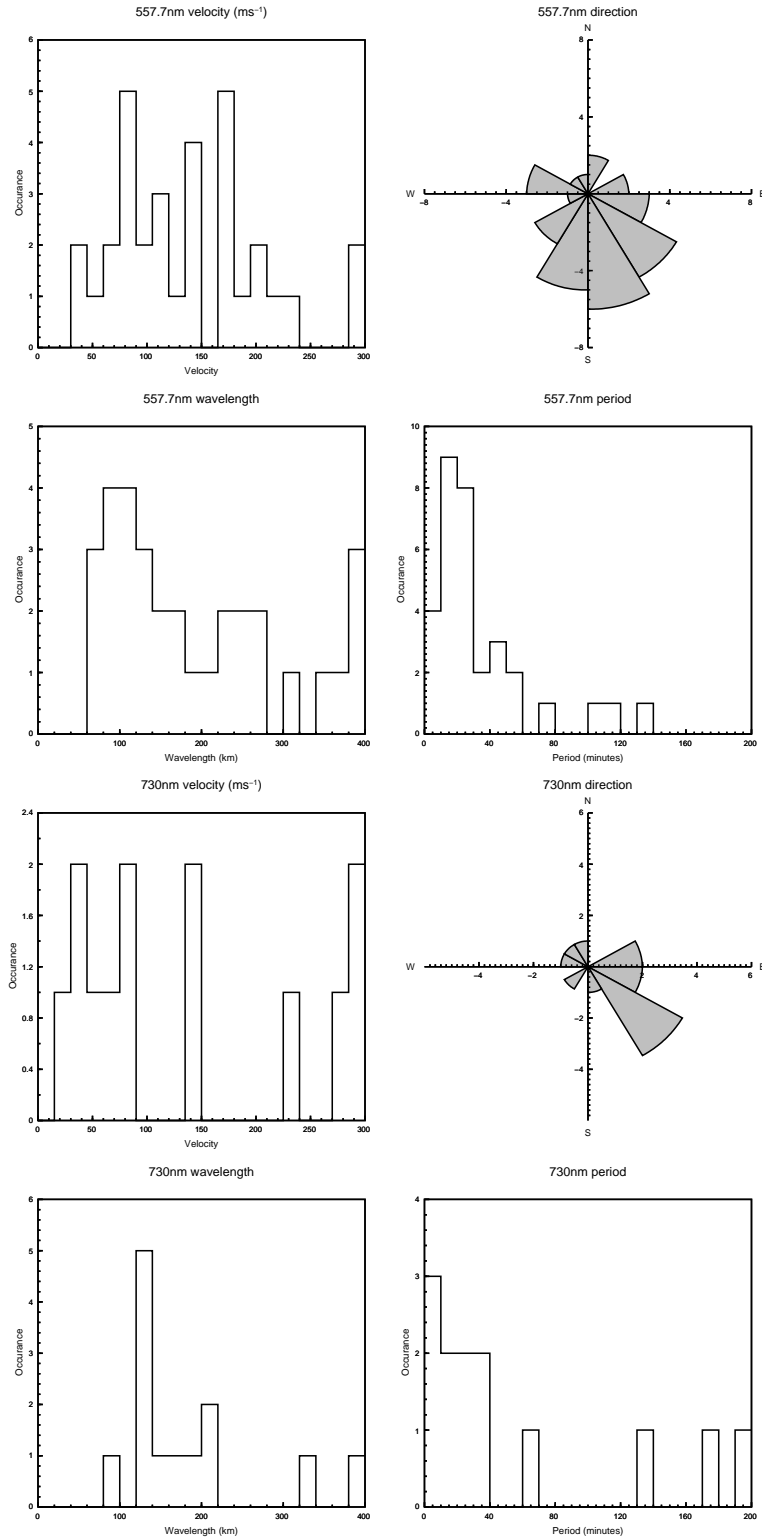 557.7nm velocity (ms⁻¹)
6
5
4
3
2
1
0
Occurance
0 50 100 150 200 250 300
Velocity
557.7nm direction
N
8
4
W
E
−8 −4 4 8
−4
−8
S
557.7nm wavelength
5
4
3
2
1
0
Occurance
0 100 200 300 400
Wavelength (km)
557.7nm period
10
8
6
4
2
0
Occurance
0 40 80 120 160 200
Period (minutes)
730nm velocity (ms⁻¹)
2.4
2
1.6
1.2
0.8
0.4
0
Occurance
0 50 100 150 200 250 300
Velocity
730nm direction
N
6
2
W
E
−4 −2 2 6
−2
−4
S
730nm wavelength
6
5
4
3
2
1
0
Occurance
0 100 200 300 400
Wavelength (km)
730nm period
4
3
2
1
0
Occurance
0 40 80 120 160 200
Period (minutes)